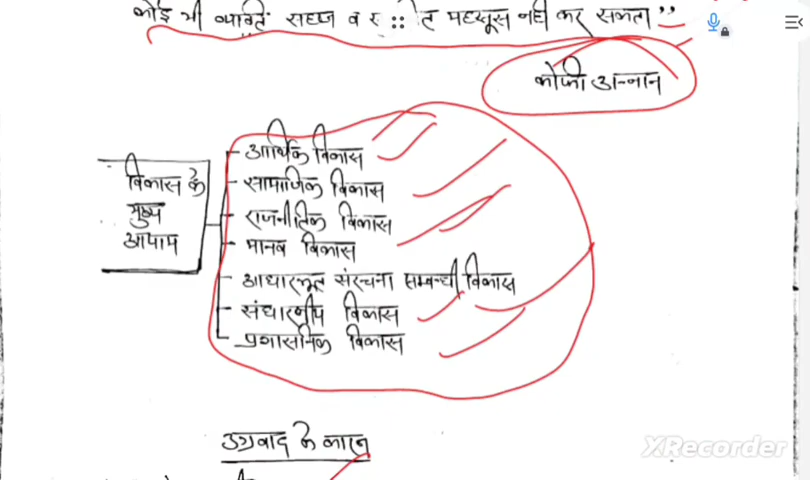 कोई भी व्यक्ति सहज व महसूस नही कर सकता”
कोफी अन्नान
आर्थिक विकास
सामाजिक विकास
राजनीतिक विकास
मानव विकास
आधारभूत संरचना सम्बन्धी विकास
संधारणीय विकास
प्रशासनिक विकास
विकास के
मुख्य
आयाम
उग्रवाद के कारण
XRecorder